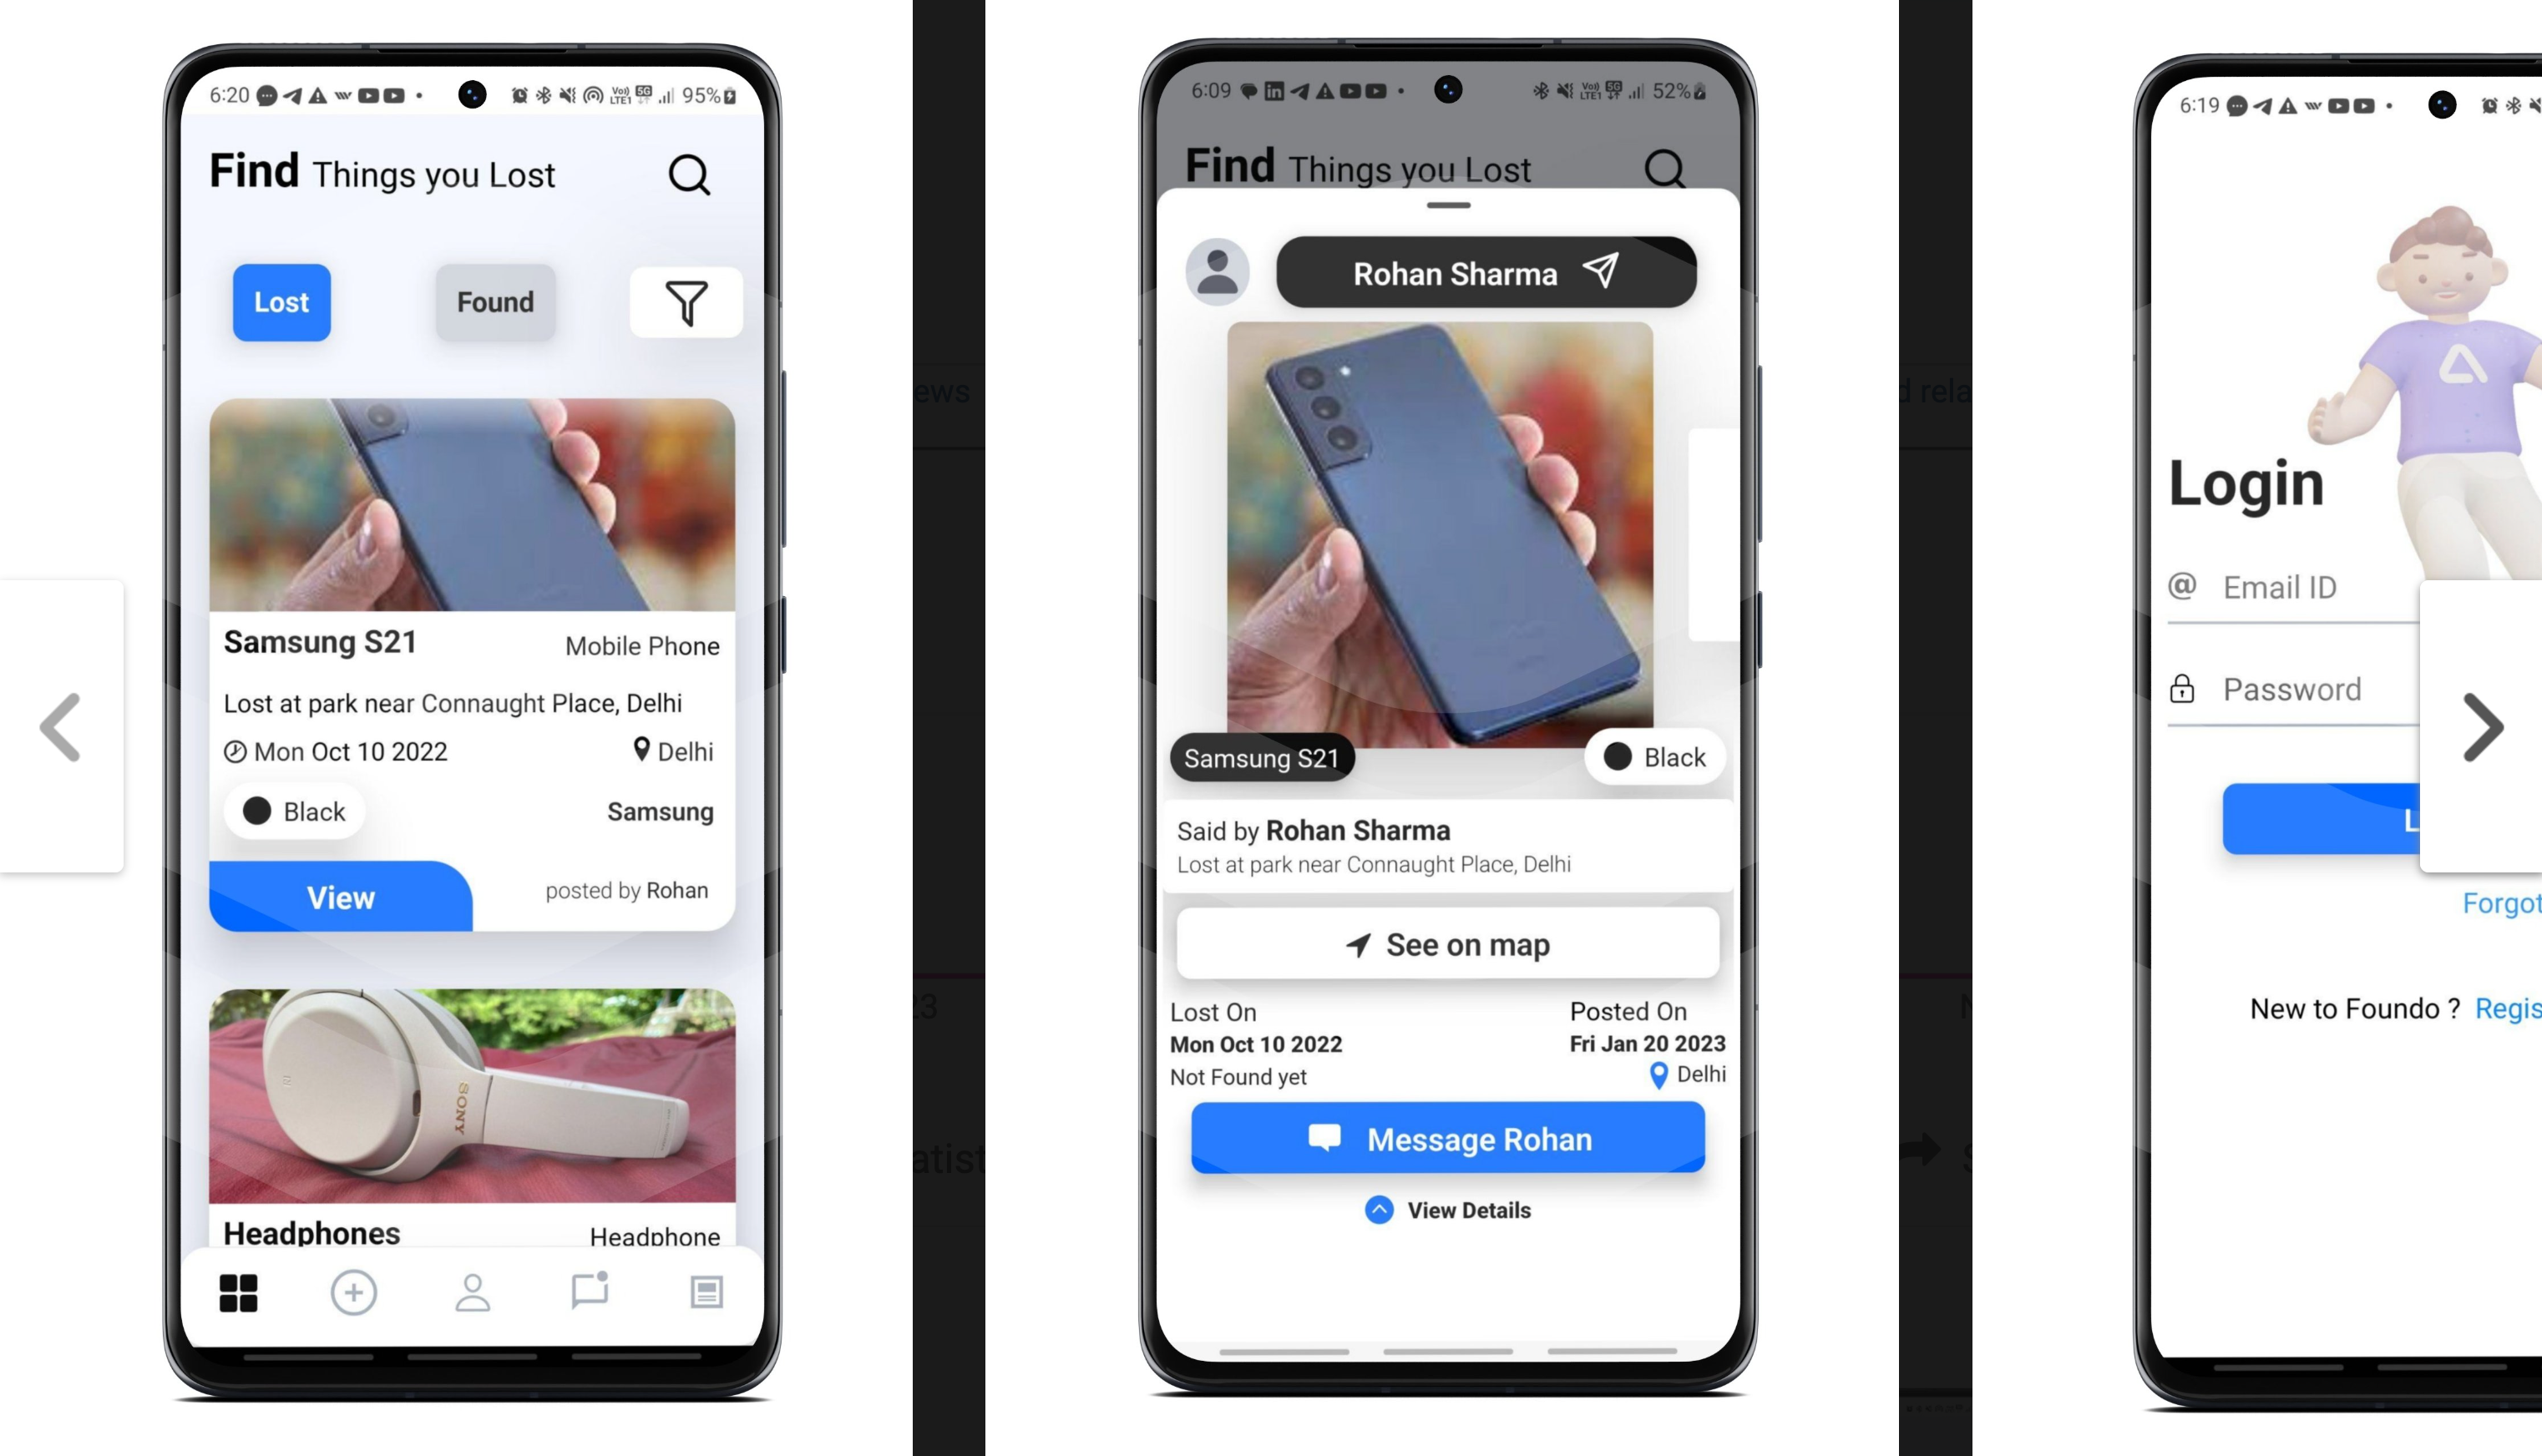 6:20
95%
Find Things you Lost
Lost
Found
Samsung S21
Mobile Phone
Lost at park near Connaught Place, Delhi
Mon Oct 10 2022
Delhi
Black
Samsung
View
posted by Rohan
SONY
Headphones
Headphone
ews
23
atist
6:09
52%
Find Things you Lost
Rohan Sharma
Samsung S21
Black
Said by Rohan Sharma
Lost at park near Connaught Place, Delhi
See on map
Lost On
Posted On
Mon Oct 10 2022
Fri Jan 20 2023
Not Found yet
Delhi
Message Rohan
View Details
d rela
6:19
Login
@ Email ID
Password
L
Forgot
New to Foundo ? Regis